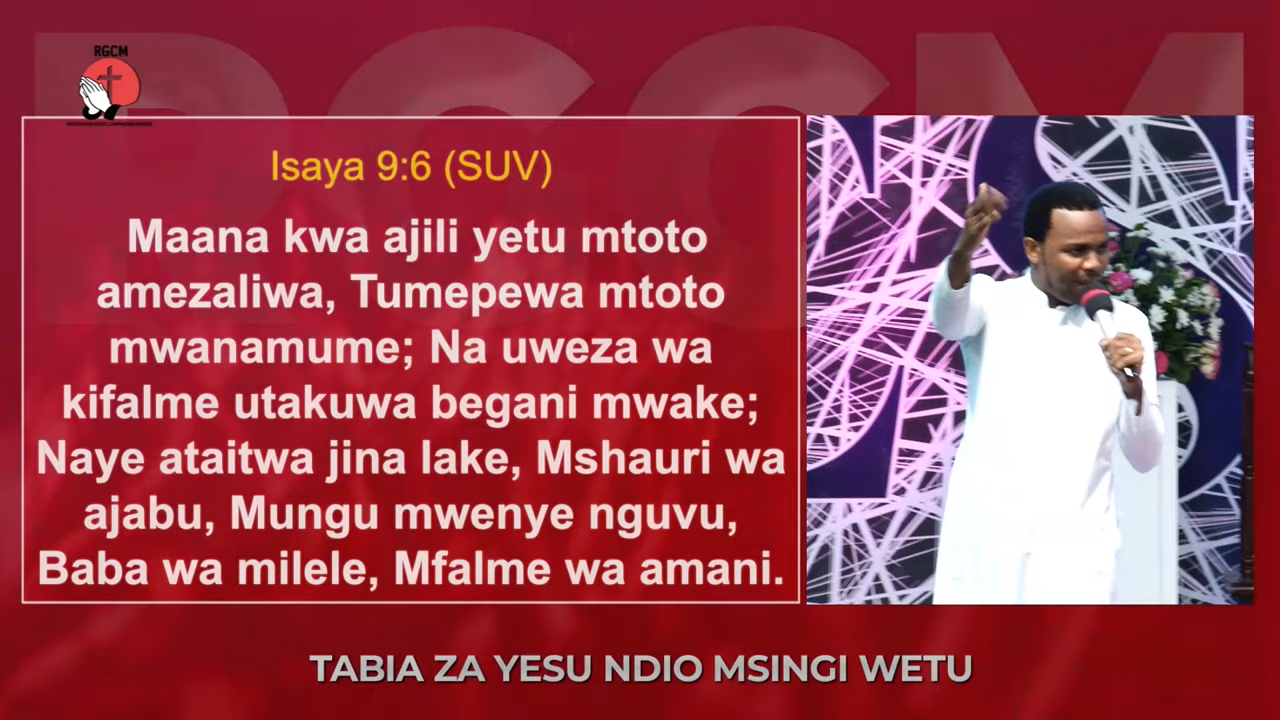 RGCM
RGCM
Isaya 9:6 (SUV)
Maana kwa ajili yetu mtoto
amezaliwa, Tumepewa mtoto
mwanamume; Na uweza wa
kifalme utakuwa begani mwake;
Naye ataitwa jina lake, Mshauri wa
ajabu, Mungu mwenye nguvu,
Baba wa milele, Mfalme wa amani.
TABIA ZA YESU NDIO MSINGI WETU